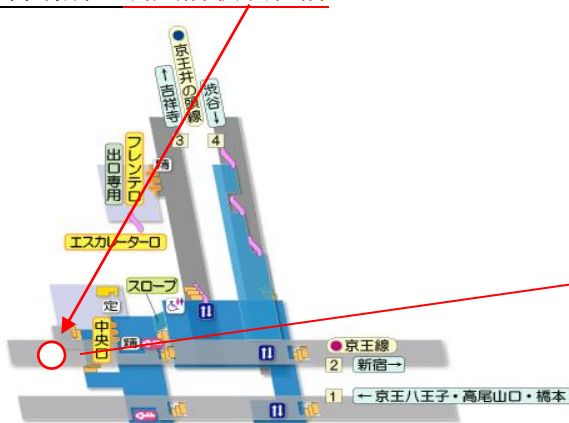 京王井の頭線
↑吉祥寺
渋谷↓
3
4
フレンテ口
出口専用
精
エスカレーター口
スロープ
定
中央口
精
京王線
2 新宿→
1 ←京王八王子・高尾山口・橋本